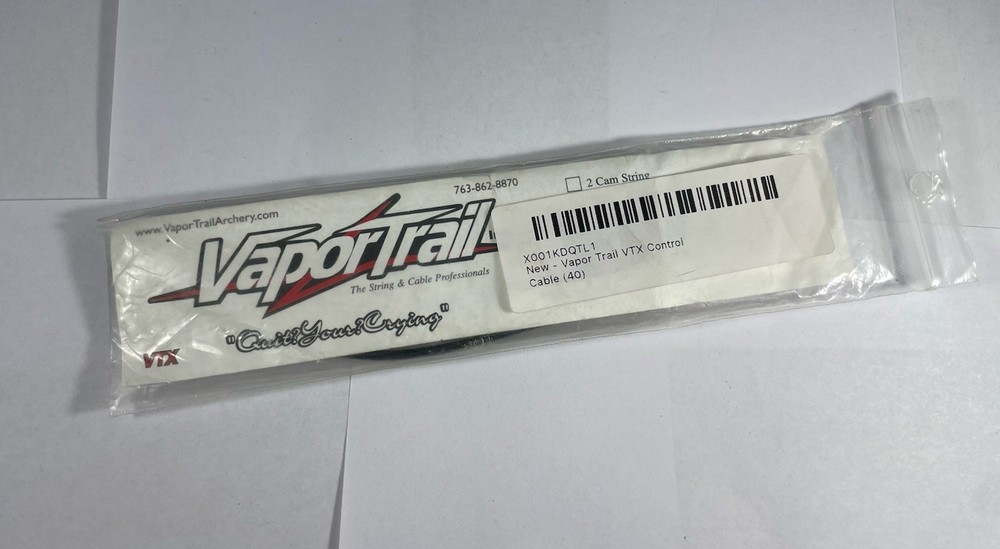 763-862-8870
2 Cam String
www.VaporTrailArchery.com
VaporTrail
The String & Cable Professionals
"Quit?Your?Crying"
VTX
X001KDQTL1
New - Vapor Trail VTX Control
Cable (40)